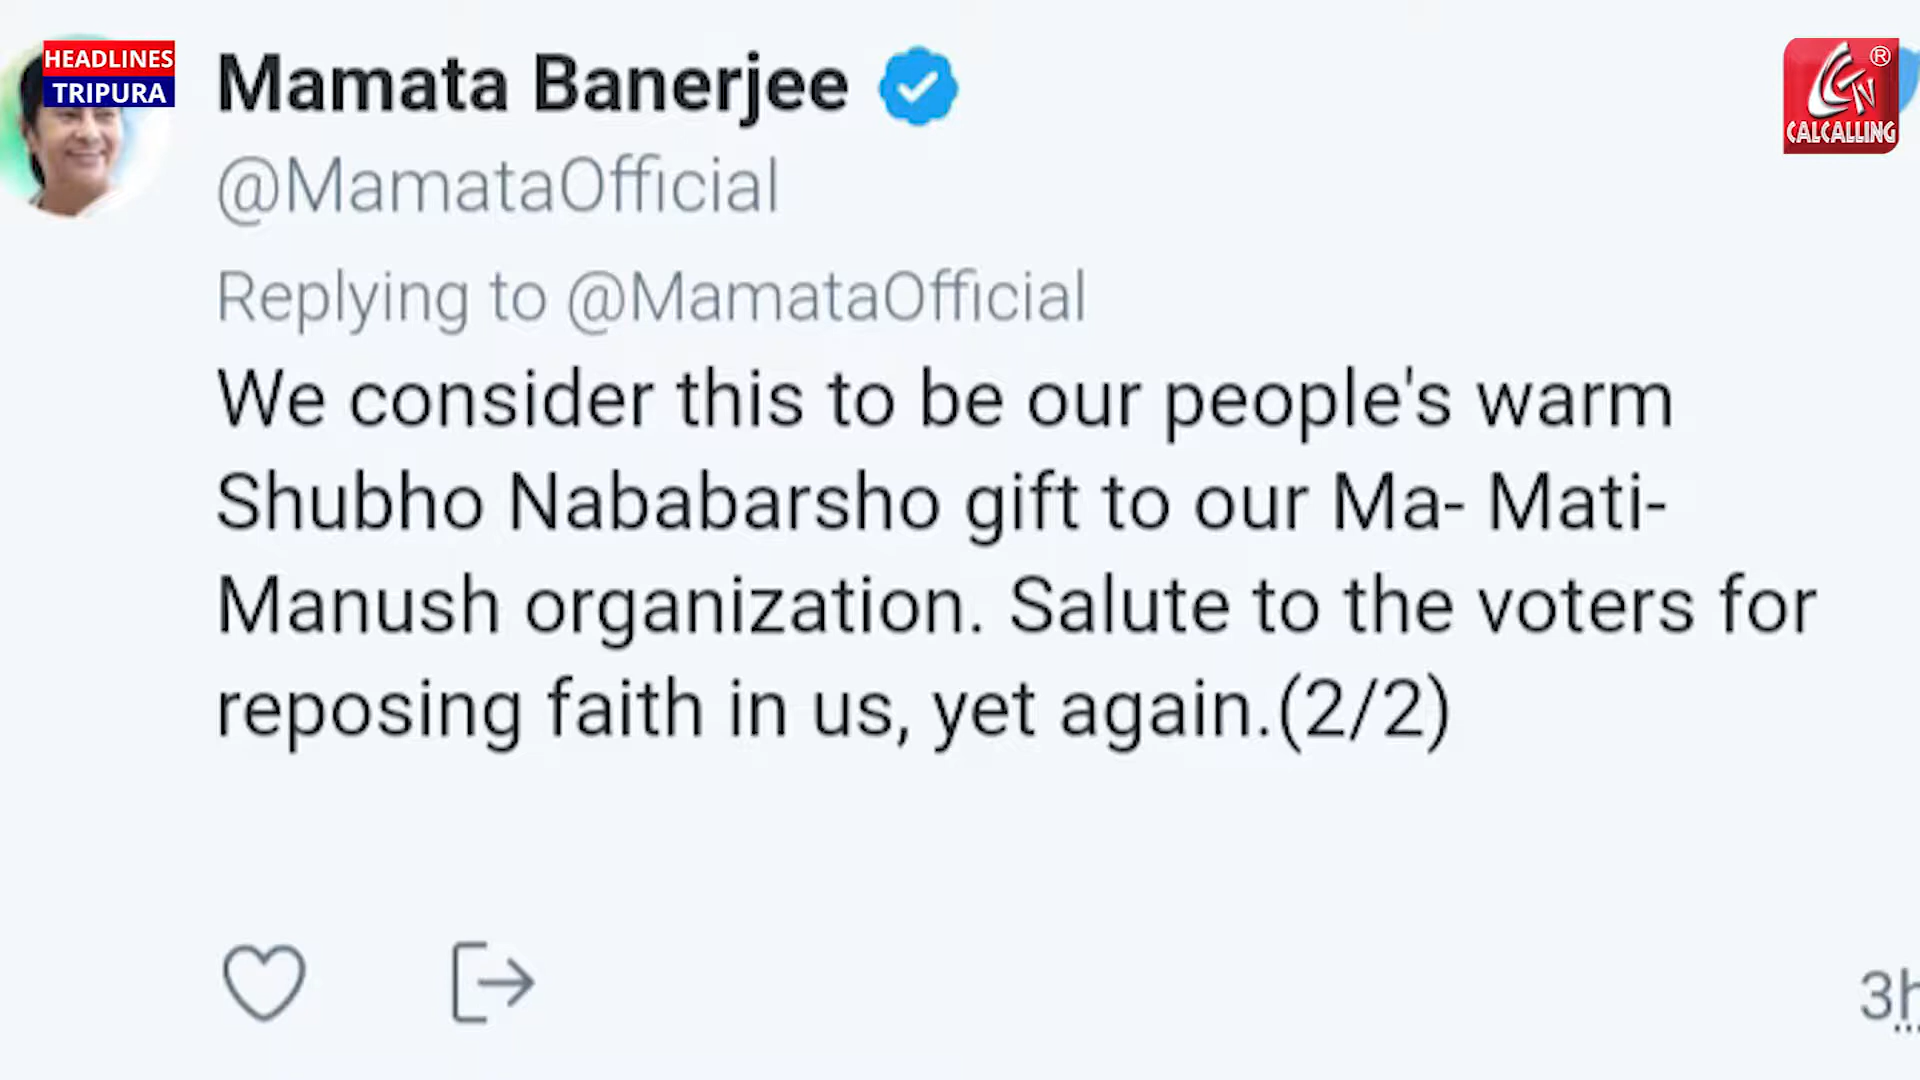 HEADLINES
TRIPURA
Mamata Banerjee
@MamataOfficial
Replying to @MamataOfficial
We consider this to be our people's warm
Shubho Nababarsho gift to our Ma- Mati-
Manush organization. Salute to the voters for
reposing faith in us, yet again.(2/2)
3h
CTN
®
CALCALLING